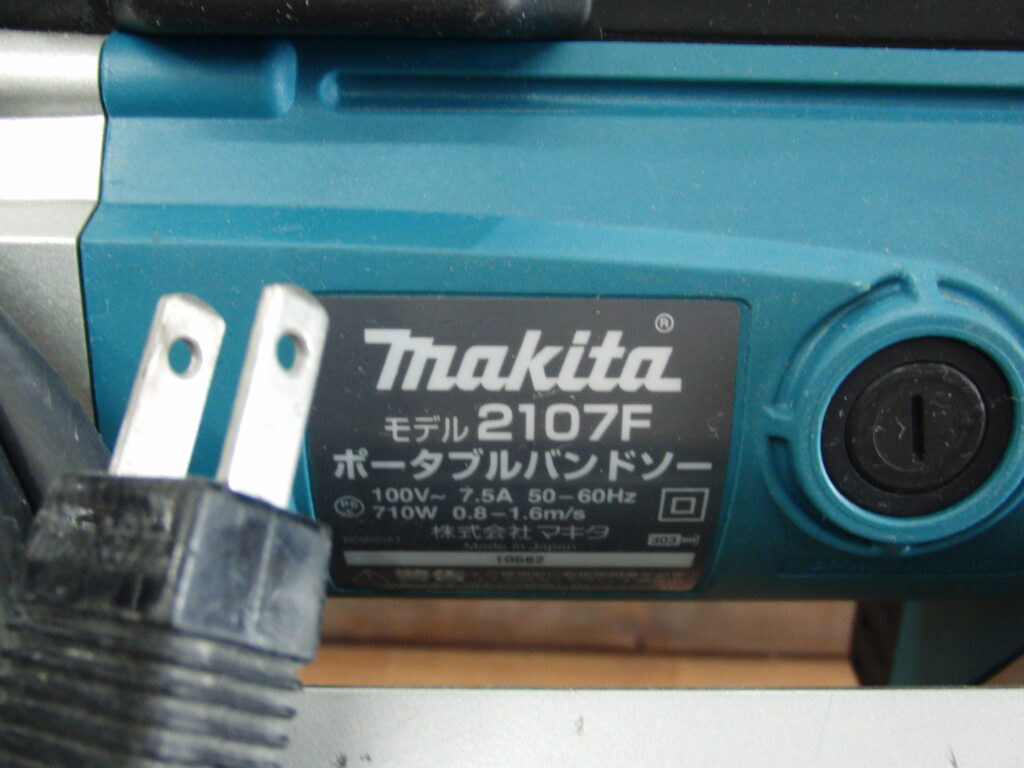 makita®
モデル 2107F
ポータブルバンドソー
100V~ 7.5A 50-60Hz
710W 0.8-1.6m/s
株式会社 マキタ
Made in Japan
10562